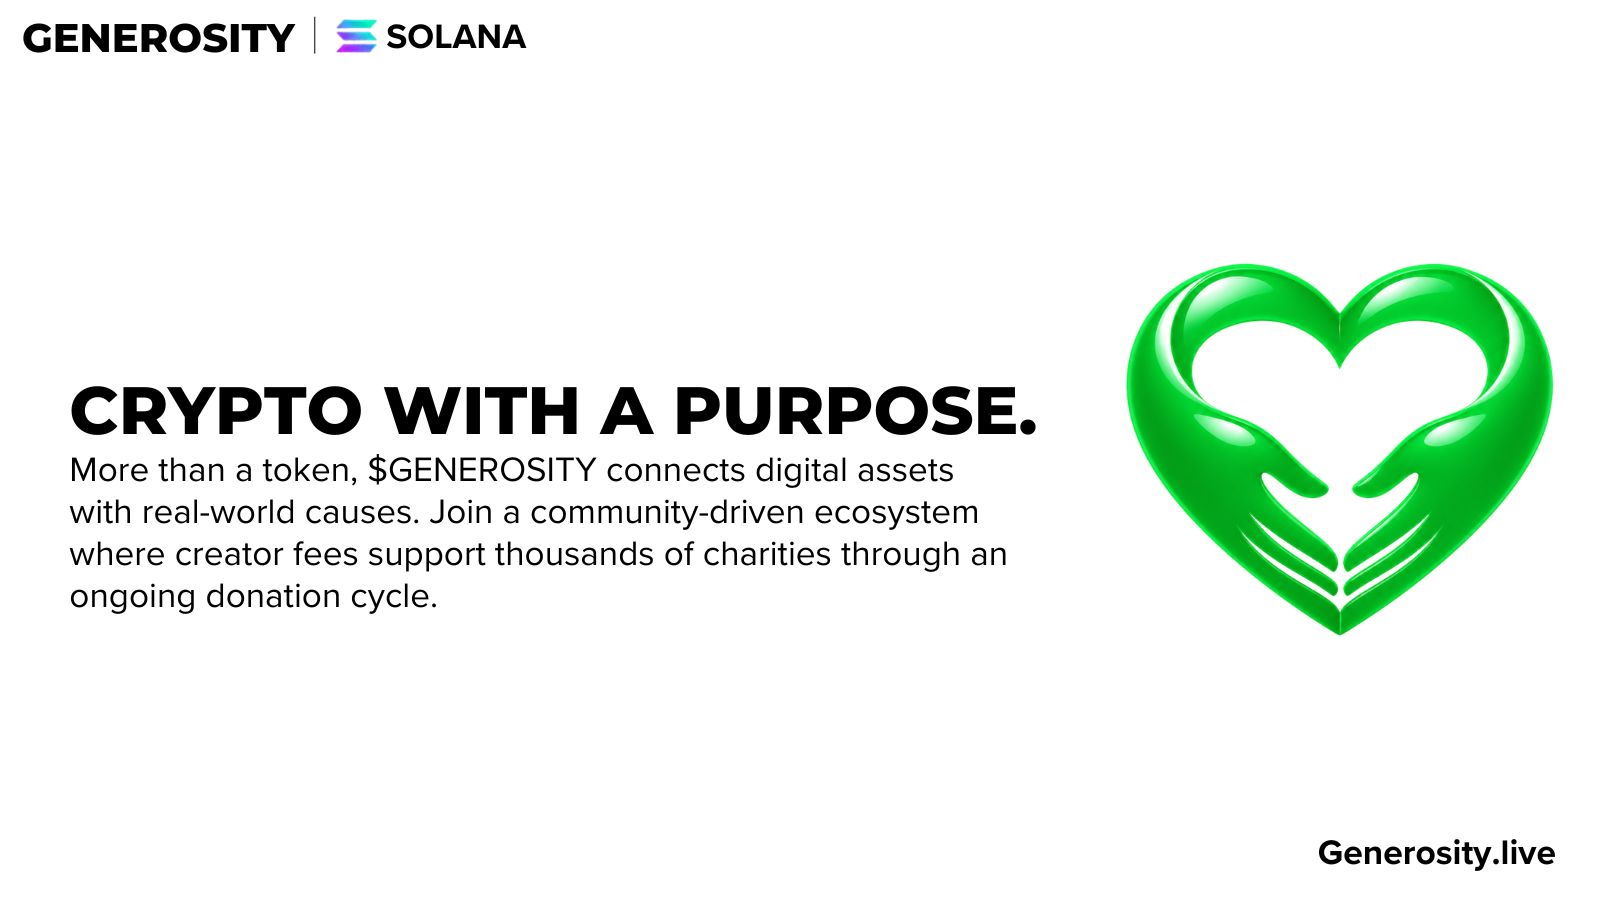 GENEROSITY | SOLANA
CRYPTO WITH A PURPOSE.
More than a token, $GENEROSITY connects digital assets
with real-world causes. Join a community-driven ecosystem
where creator fees support thousands of charities through an
ongoing donation cycle.
Generosity.live